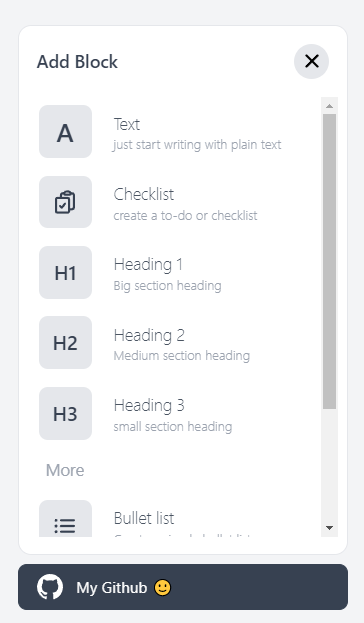 Add Block
A
Text
just start writing with plain text
Checklist
create a to-do or checklist
H1
Heading 1
Big section heading
H2
Heading 2
Medium section heading
H3
Heading 3
small section heading
More
Bullet list
My Github 🙂